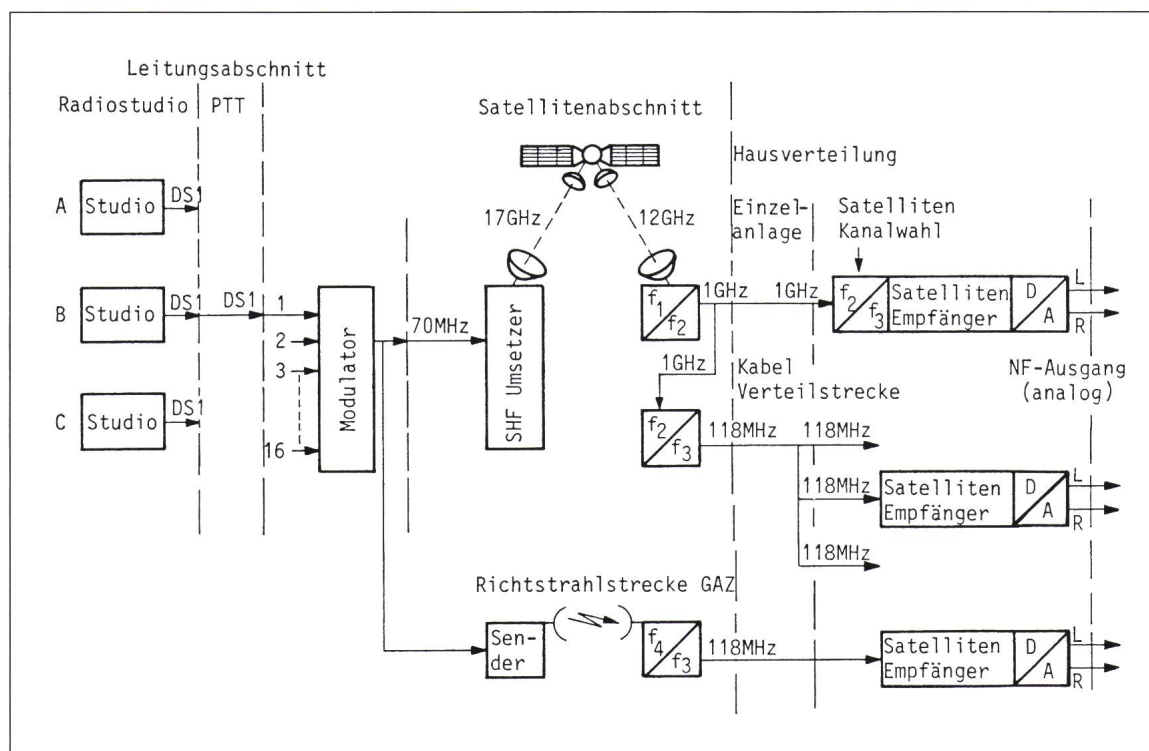 Leitungsabschnitt
Radiostudio PTT
Satellitenabschnitt
Hausverteilung
A Studio DS1
B Studio DS1 DS1
C Studio DS1
1
2
3
16
Modulator
70MHz
SHF Umsetzer
17GHz
12GHz
f1
f2
1GHz
1GHz
Einzel-
anlage
Satelliten
Kanalwahl
f2
f3
Satelliten
Empfänger
D
A
L
R
1GHz
f2
f3
Kabel
Verteilstrecke
NF-Ausgang
(analog)
118MHz
118MHz
118MHz
Satelliten
Empfänger
D
A
L
R
118MHz
Richtstrahlstrecke GAZ
Sen-
der
f4
f3
118MHz
Satelliten
Empfänger
D
A
L
R